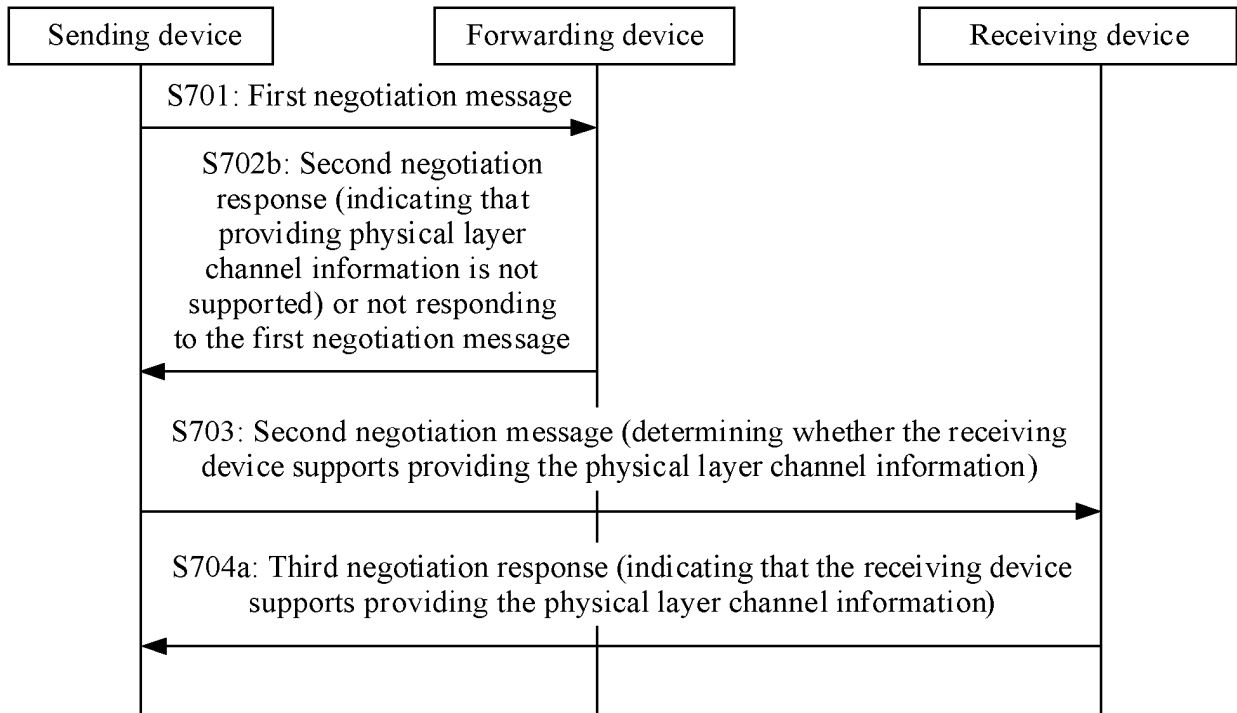 Sending device
Forwarding device
Receiving device
S701: First negotiation message
S702b: Second negotiation
response (indicating that
providing physical layer
channel information is not
supported) or not responding
to the first negotiation message
S703: Second negotiation message (determining whether the receiving
device supports providing the physical layer channel information)
S704a: Third negotiation response (indicating that the receiving device
supports providing the physical layer channel information)